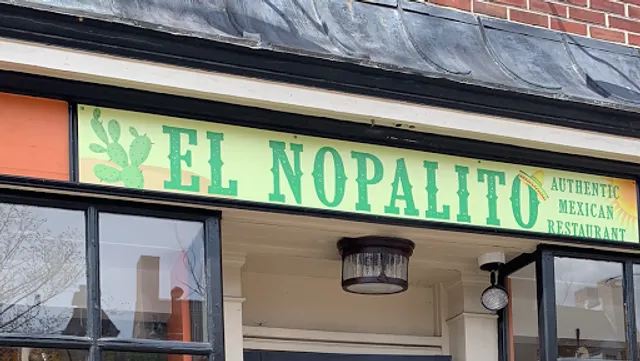 EL NOPALITO
AUTHENTIC
MEXICAN
RESTAURANT